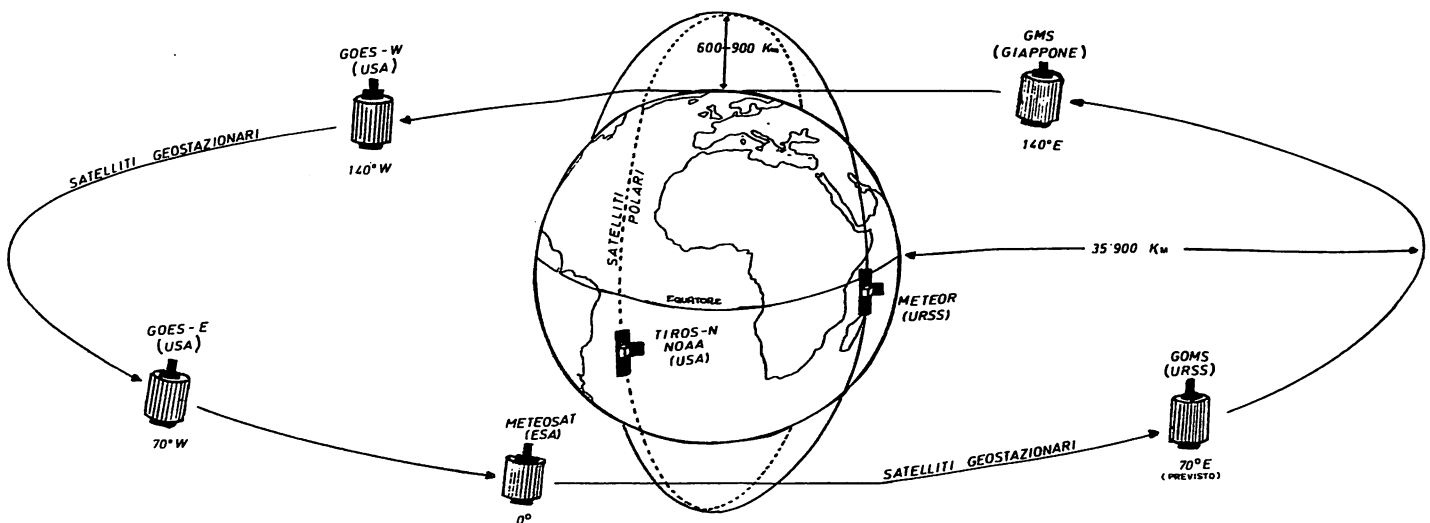 600-900 Km
GOES-W
(USA)
140°W
GMS
(GIAPPONE)
140°E
SATELLITI GEOSTAZIONARI
SATELLITI
POLARI
35'900 KM
EQUATORE
METEOR
(URSS)
TIROS-N
NOAA
(USA)
GOES-E
(USA)
70°W
METEOSAT
(ESA)
0°
SATELLITI GEOSTAZIONARI
GOMS
(URSS)
70°E
(PREVISTO)